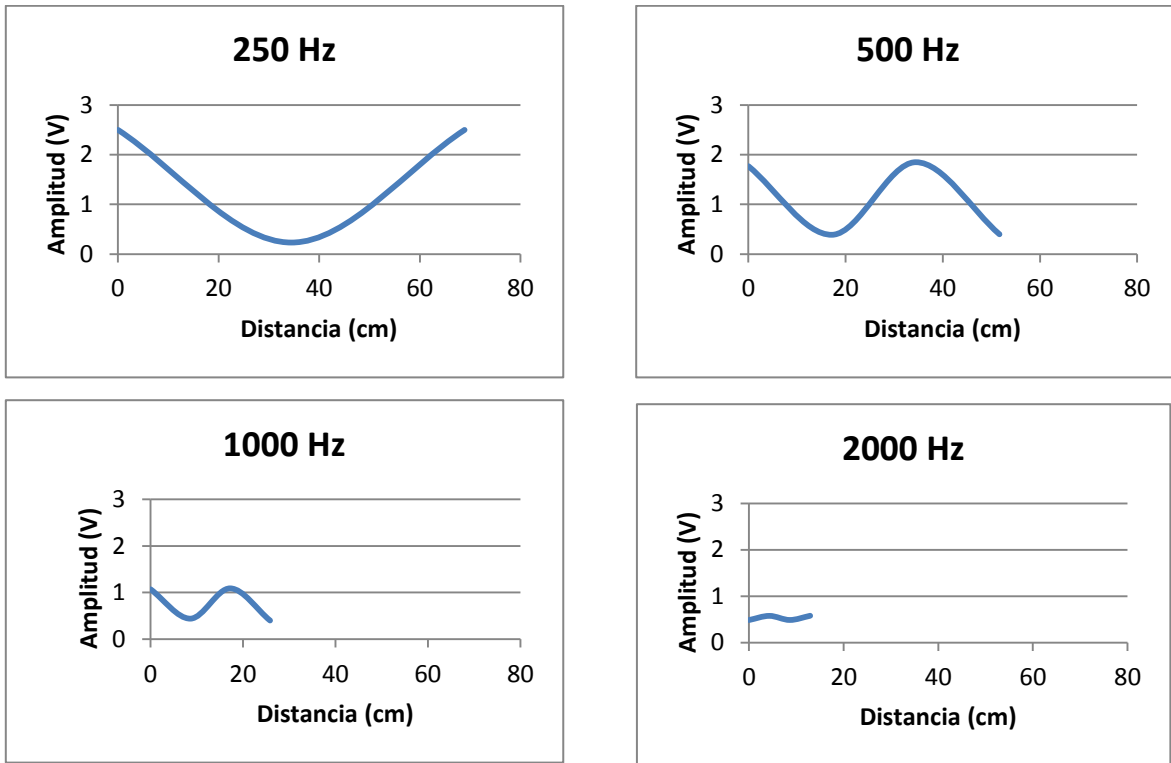 250 Hz
Amplitud (V)
3
2
1
0
0 20 40 60 80
Distancia (cm)
500 Hz
Amplitud (V)
3
2
1
0
0 20 40 60 80
Distancia (cm)
1000 Hz
Amplitud (V)
3
2
1
0
0 20 40 60 80
Distancia (cm)
2000 Hz
Amplitud (V)
3
2
1
0
0 20 40 60 80
Distancia (cm)